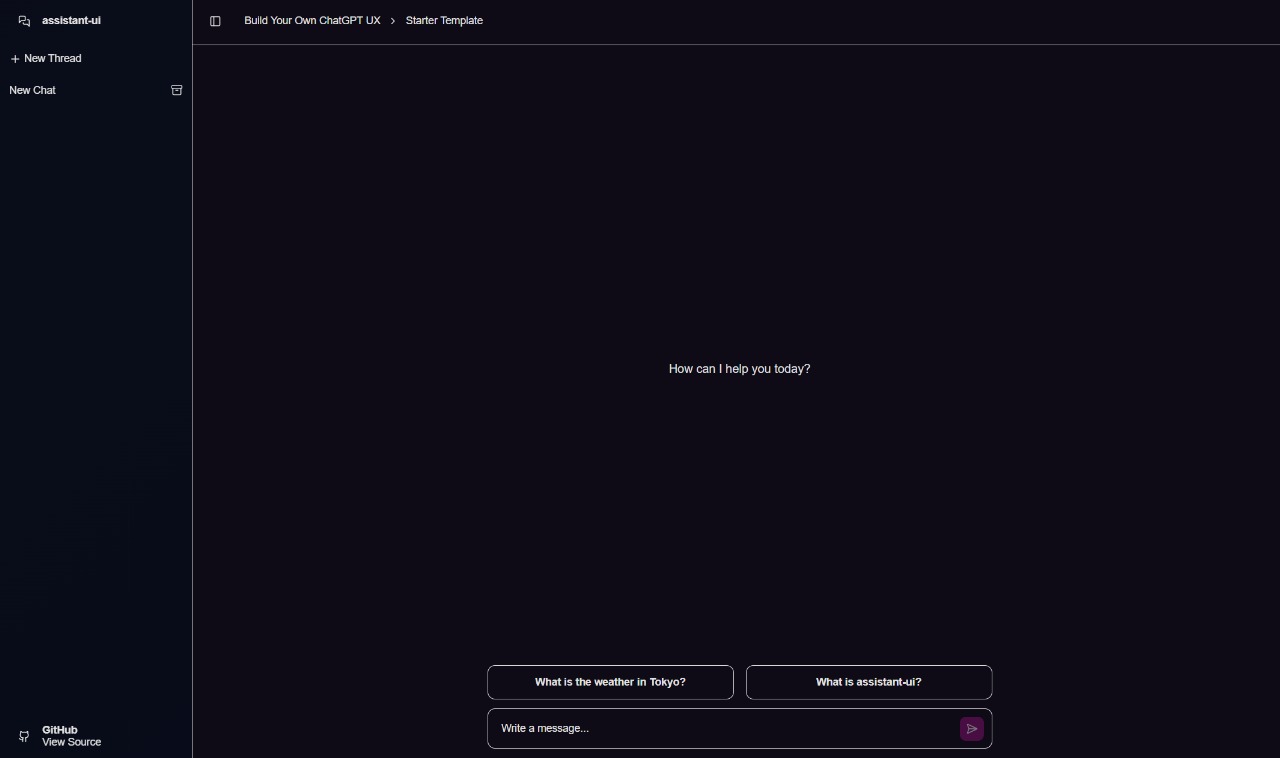 assistant-ui
New Thread
New Chat
GitHub
View Source
Build Your Own ChatGPT UX > Starter Template
How can I help you today?
What is the weather in Tokyo?
What is assistant-ui?
Write a message...